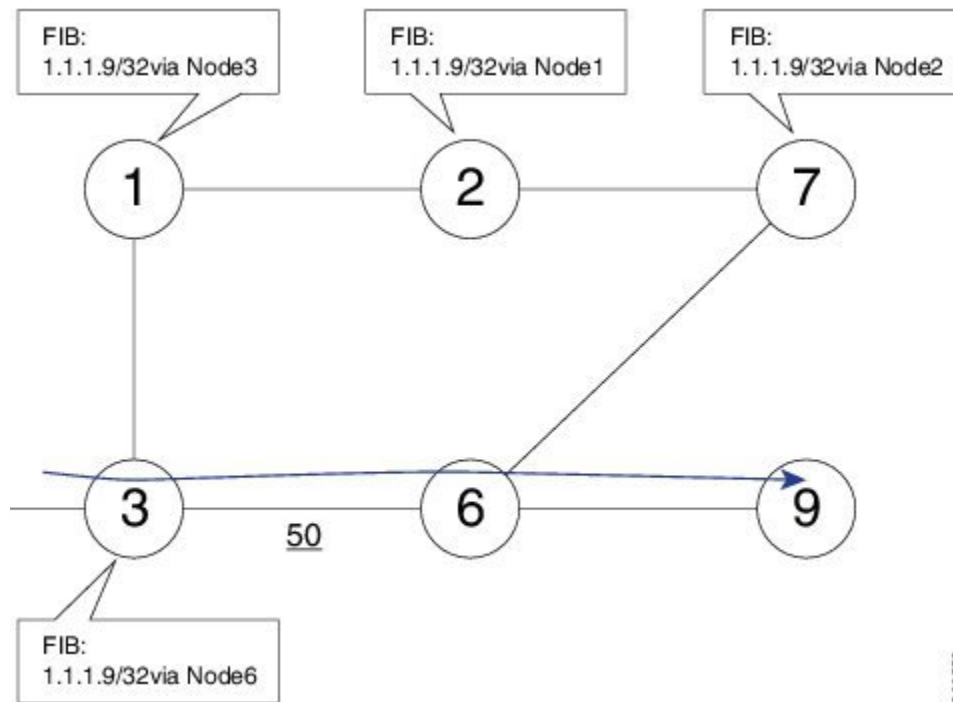 FIB:
1.1.1.9/32via Node3
FIB:
1.1.1.9/32via Node1
FIB:
1.1.1.9/32via Node2
1
2
7
3
50
6
9
FIB:
1.1.1.9/32via Node6